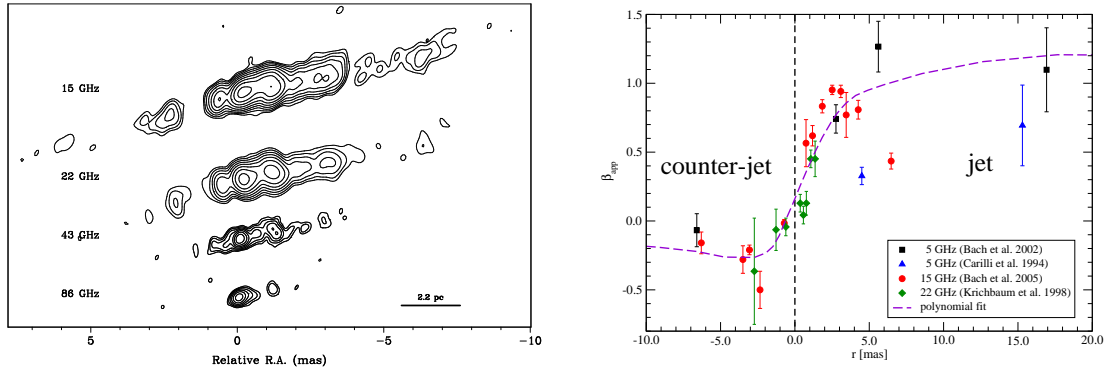 15 GHz
22 GHz
43 GHz
86 GHz
2.2 pc
5
0
−5
−10
Relative R.A. (mas)
1.5
1.0
0.5
0.0
-0.5
β app
counter-jet
jet
5 GHz (Bach et al. 2002)
5 GHz (Carilli et al. 1994)
15 GHz (Bach et al. 2005)
22 GHz (Krichbaum et al. 1998)
polynomial fit
-10.0
-5.0
0.0
5.0
10.0
15.0
20.0
r [mas]